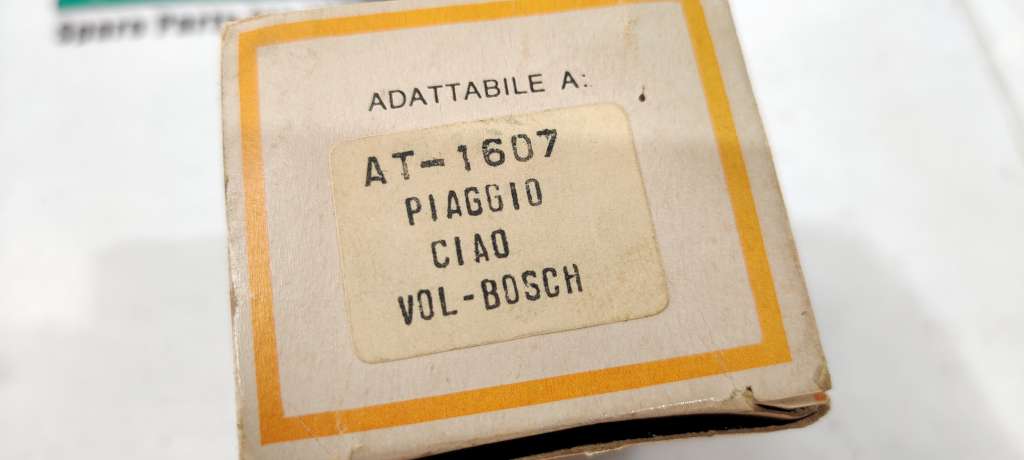 Spare Parts
ADATTABILE A:
AT-1607
PIAGGIO
CIAO
VOL-BOSCH